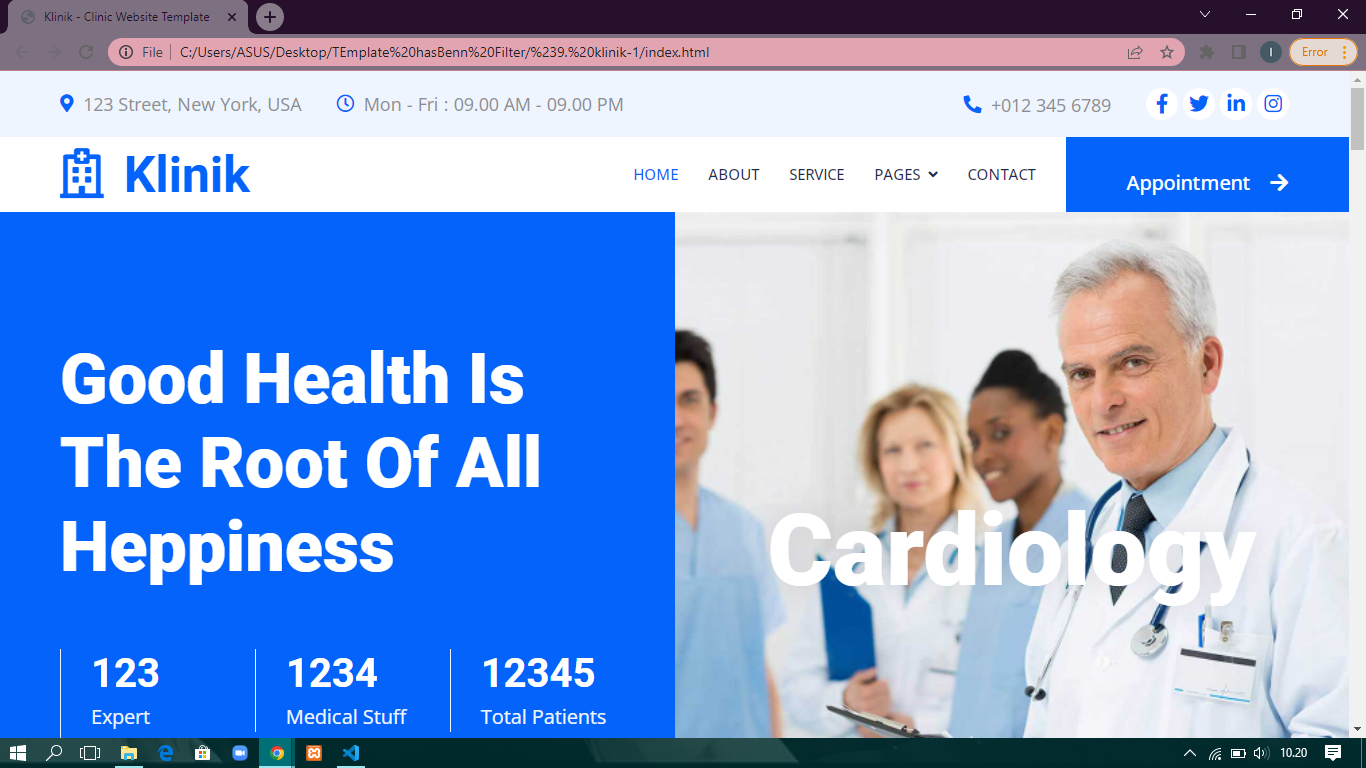 Klinik - Clinic Website Template
File
C:/Users/ASUS/Desktop/TEmplate%20hasBenn%20Filter/%239.%20klinik-1/index.html
I
Error
123 Street, New York, USA
Mon - Fri : 09.00 AM - 09.00 PM
+012 345 6789
Klinik
HOME
ABOUT
SERVICE
PAGES
CONTACT
Appointment
Good Health Is
The Root Of All
Heppiness
Cardiology
123
Expert
1234
Medical Stuff
12345
Total Patients
10.20